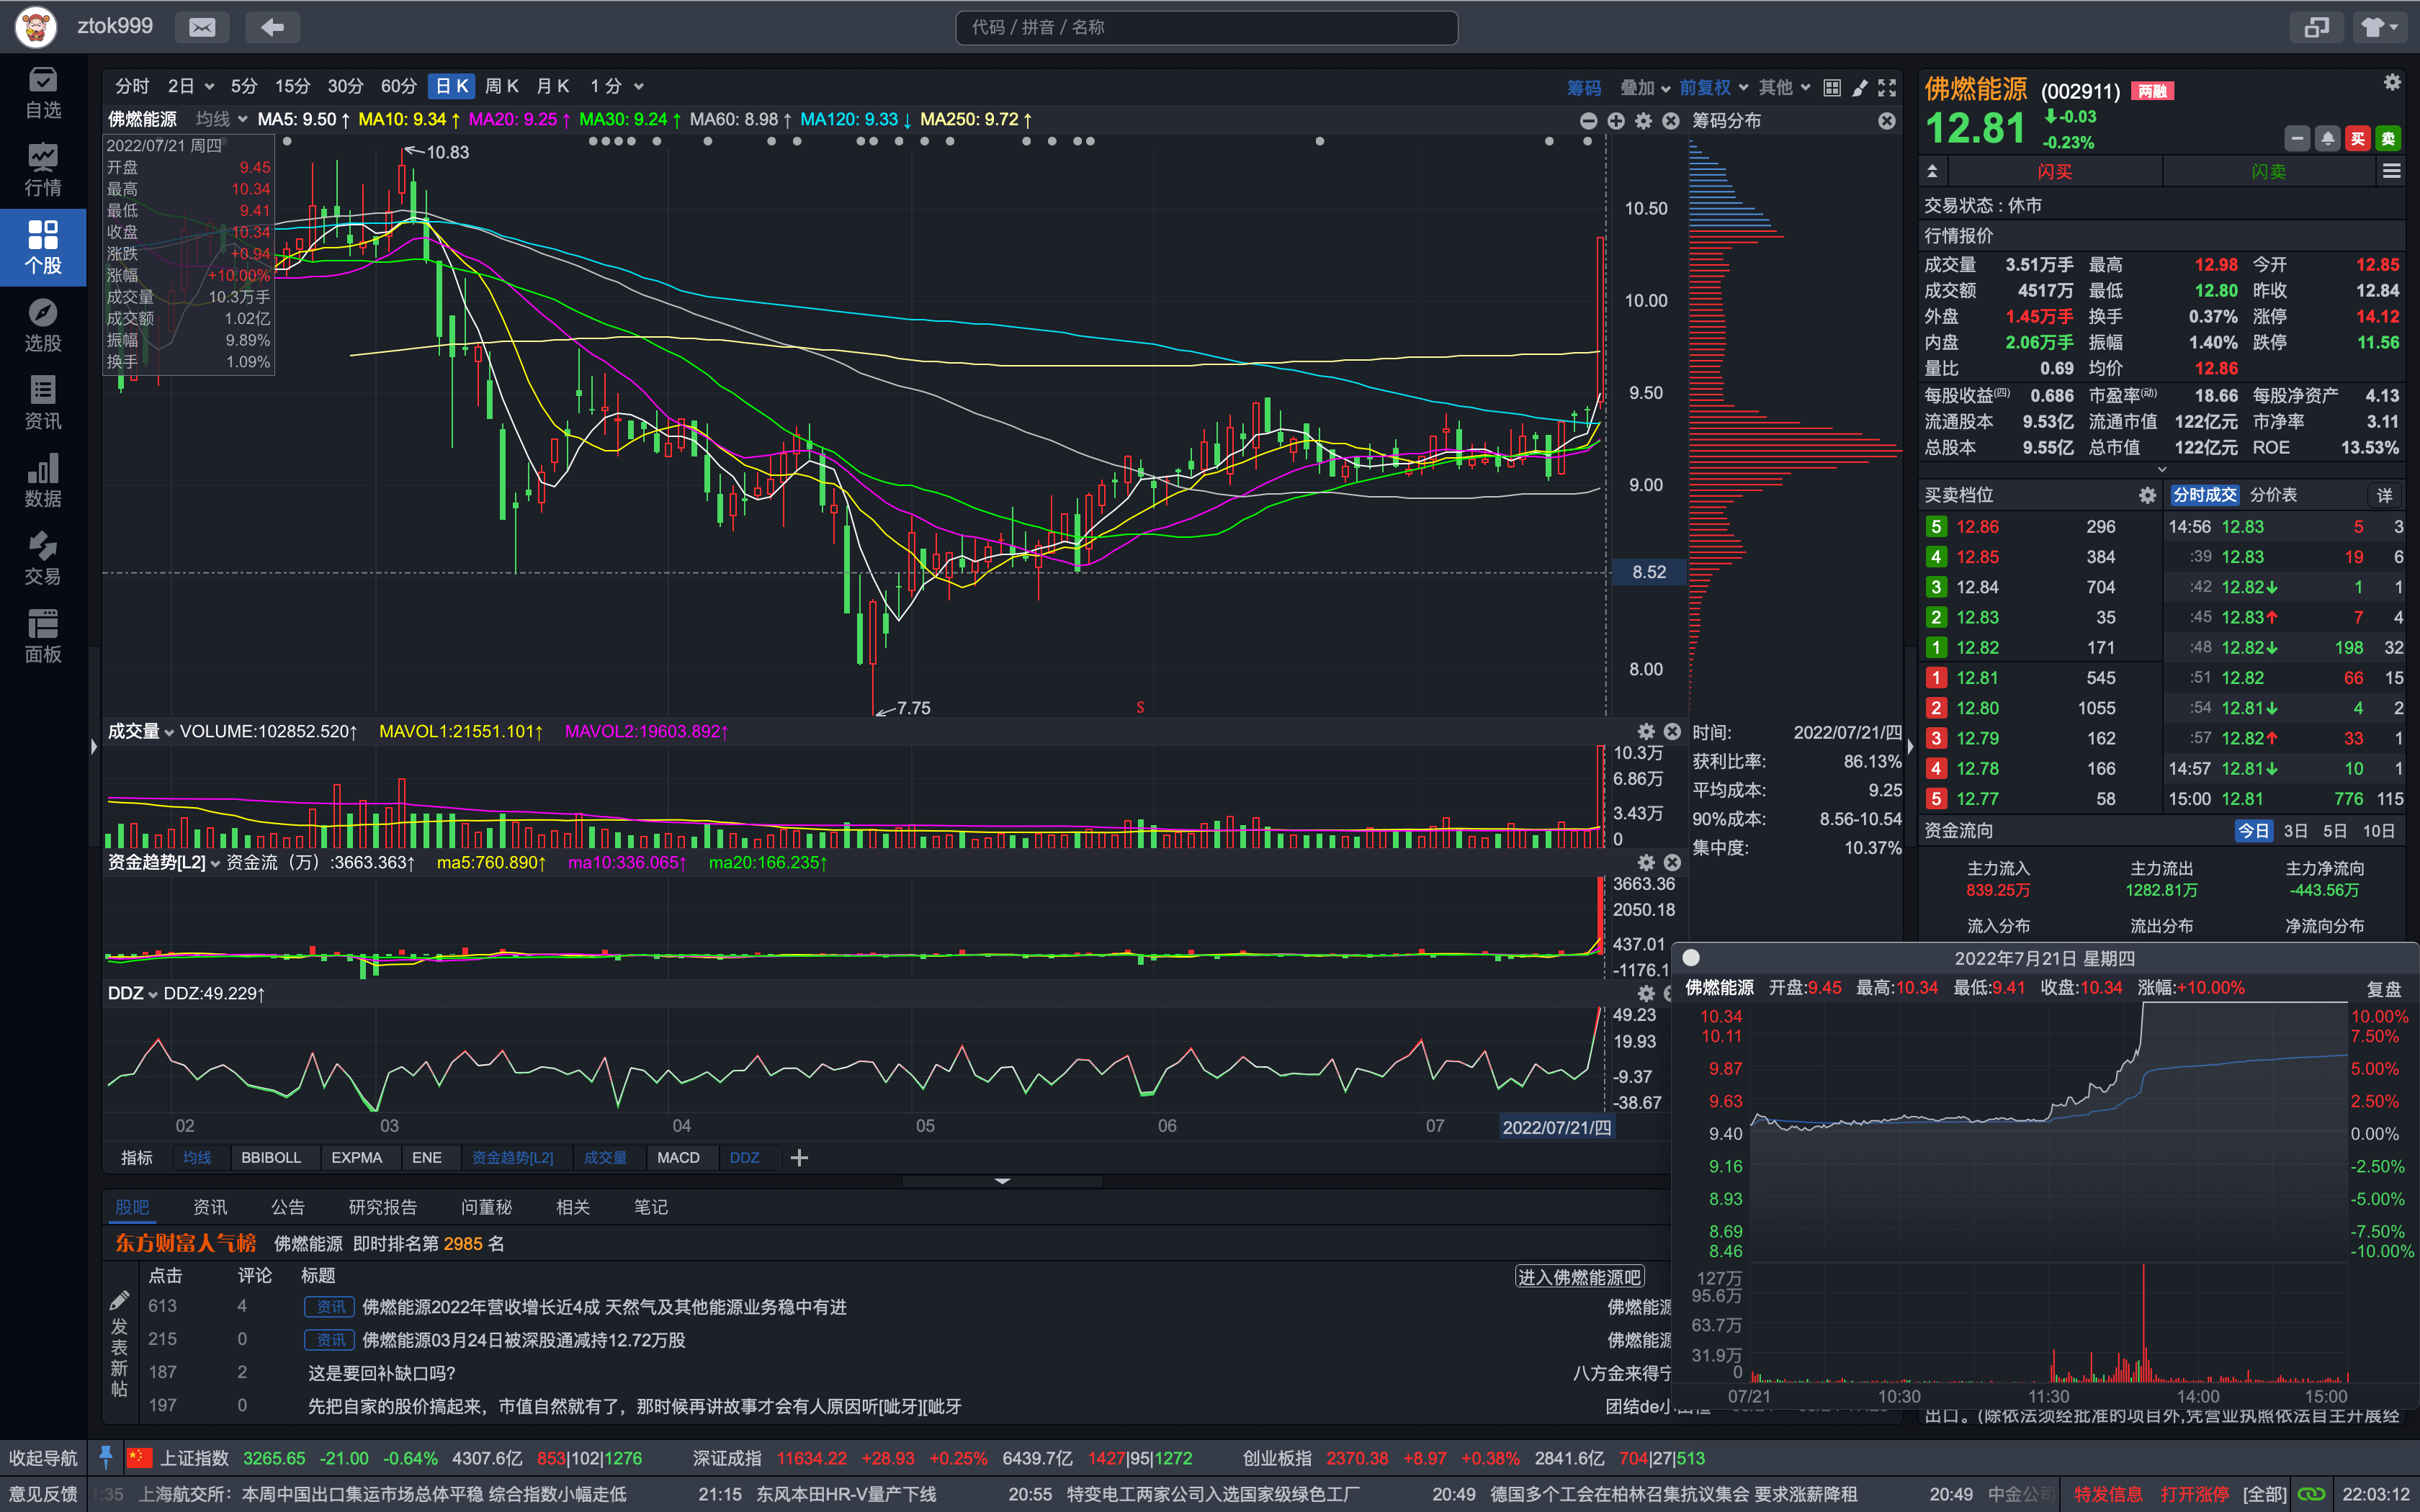 ztok999
代码 / 拼音 / 名称
自选
行情
个股
选股
资讯
数据
交易
面板
分时 2日 5分 15分 30分 60分 日K 周K 月K 1分
筹码 叠加 前复权 其他
佛燃能源 均线 MA5: 9.50↑ MA10: 9.34↑ MA20: 9.25↑ MA30: 9.24↑ MA60: 8.98↑ MA120: 9.33↓ MA250: 9.72↑
筹码分布
2022/07/21 周四
开盘 9.45
最高 10.34
最低 9.41
收盘 10.34
涨跌 +0.94
涨幅 +10.00%
成交量 10.3万手
成交额 1.02亿
振幅 9.89%
换手 1.09%
10.83
7.75
S
10.50
10.00
9.50
9.00
8.52
8.00
成交量 VOLUME:102852.520↑ MAVOL1:21551.101↑ MAVOL2:19603.892↑
10.3万
6.86万
3.43万
0
时间: 2022/07/21/四
获利比率: 86.13%
平均成本: 9.25
90%成本: 8.56-10.54
集中度: 10.37%
资金趋势[L2] 资金流（万）:3663.363↑ ma5:760.890↑ ma10:336.065↑ ma20:166.235↑
3663.36
2050.18
437.01
-1176.1
DDZ DDZ:49.229↑
49.23
19.93
-9.37
-38.67
02 03 04 05 06 07 2022/07/21/四
指标 均线 BBIBOLL EXPMA ENE 资金趋势[L2] 成交量 MACD DDZ
股吧 资讯 公告 研究报告 问董秘 相关 笔记
东方财富人气榜 佛燃能源 即时排名第 2985 名
点击 评论 标题
进入佛燃能源吧
发表新帖
613 4 资讯 佛燃能源2022年营收增长近4成 天然气及其他能源业务稳中有进 佛燃能源
215 0 资讯 佛燃能源03月24日被深股通减持12.72万股 佛燃能源
187 2 这是要回补缺口吗? 八方金来得宁
197 0 先把自家的股价搞起来，市值自然就有了，那时候再讲故事才会有人原因听[呲牙][呲牙 团结de小
佛燃能源 (002911) 两融
12.81 -0.03
-0.23%
买 卖
闪买 闪卖
交易状态 : 休市
行情报价
成交量 3.51万手 最高 12.98 今开 12.85
成交额 4517万 最低 12.80 昨收 12.84
外盘 1.45万手 换手 0.37% 涨停 14.12
内盘 2.06万手 振幅 1.40% 跌停 11.56
量比 0.69 均价 12.86
每股收益(四) 0.686 市盈率(动) 18.66 每股净资产 4.13
流通股本 9.53亿 流通市值 122亿元 市净率 3.11
总股本 9.55亿 总市值 122亿元 ROE 13.53%
买卖档位 分时成交 分价表 详
5 12.86 296
4 12.85 384
3 12.84 704
2 12.83 35
1 12.82 171
1 12.81 545
2 12.80 1055
3 12.79 162
4 12.78 166
5 12.77 58
14:56 12.83 5 3
:39 12.83 19 6
:42 12.82↓ 1 1
:45 12.83↑ 7 4
:48 12.82↓ 198 32
:51 12.82 66 15
:54 12.81↓ 4 2
:57 12.82↑ 33 1
14:57 12.81↓ 10 1
15:00 12.81 776 115
资金流向 今日 3日 5日 10日
主力流入 主力流出 主力净流向
839.25万 1282.81万 -443.56万
流入分布 流出分布 净流向分布
2022年7月21日 星期四
佛燃能源 开盘:9.45 最高:10.34 最低:9.41 收盘:10.34 涨幅:+10.00% 复盘
10.34 10.00%
10.11 7.50%
9.87 5.00%
9.63 2.50%
9.40 0.00%
9.16 -2.50%
8.93 -5.00%
8.69 -7.50%
8.46 -10.00%
127万
95.6万
63.7万
31.9万
0
07/21 10:30 11:30 14:00 15:00
出口。(除依法须经批准的项目外,凭营业执照依法自主开展经
收起导航 上证指数 3265.65 -21.00 -0.64% 4307.6亿 853|102|1276 深证成指 11634.22 +28.93 +0.25% 6439.7亿 1427|95|1272 创业板指 2370.38 +8.97 +0.38% 2841.6亿 704|27|513
意见反馈 1:35 上海航交所：本周中国出口集运市场总体平稳 综合指数小幅走低 21:15 东风本田HR-V量产下线 20:55 特变电工两家公司入选国家级绿色工厂 20:49 德国多个工会在柏林召集抗议集会 要求涨薪降租 20:49 中金公司 特发信息 打开涨停 [全部] 22:03:12